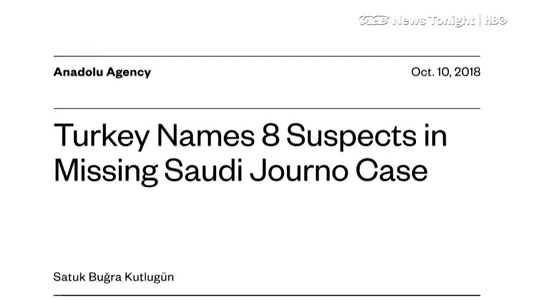 VICE News Tonight | HBO
Anadolu Agency
Oct. 10, 2018
Turkey Names 8 Suspects in
Missing Saudi Journo Case
Satuk Buğra Kutlugün